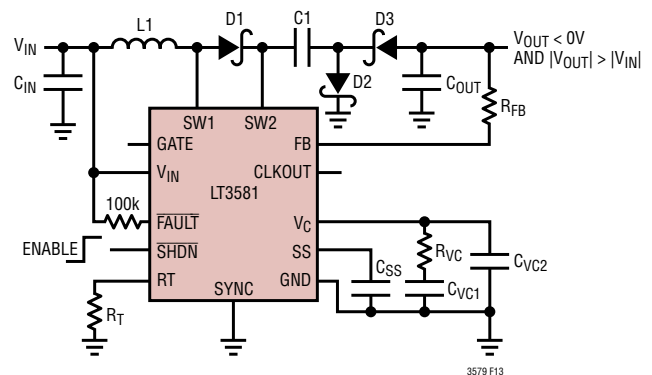 L1
D1
C1
D3
V_IN
V_OUT < 0V
AND |V_OUT| > |V_IN|
C_IN
D2
C_OUT
R_FB
SW1
SW2
GATE
FB
V_IN
CLKOUT
LT3581
100k
FAULT
V_C
ENABLE
SHDN
SS
C_SS
R_VC
C_VC2
RT
GND
C_VC1
SYNC
R_T
3579 F13